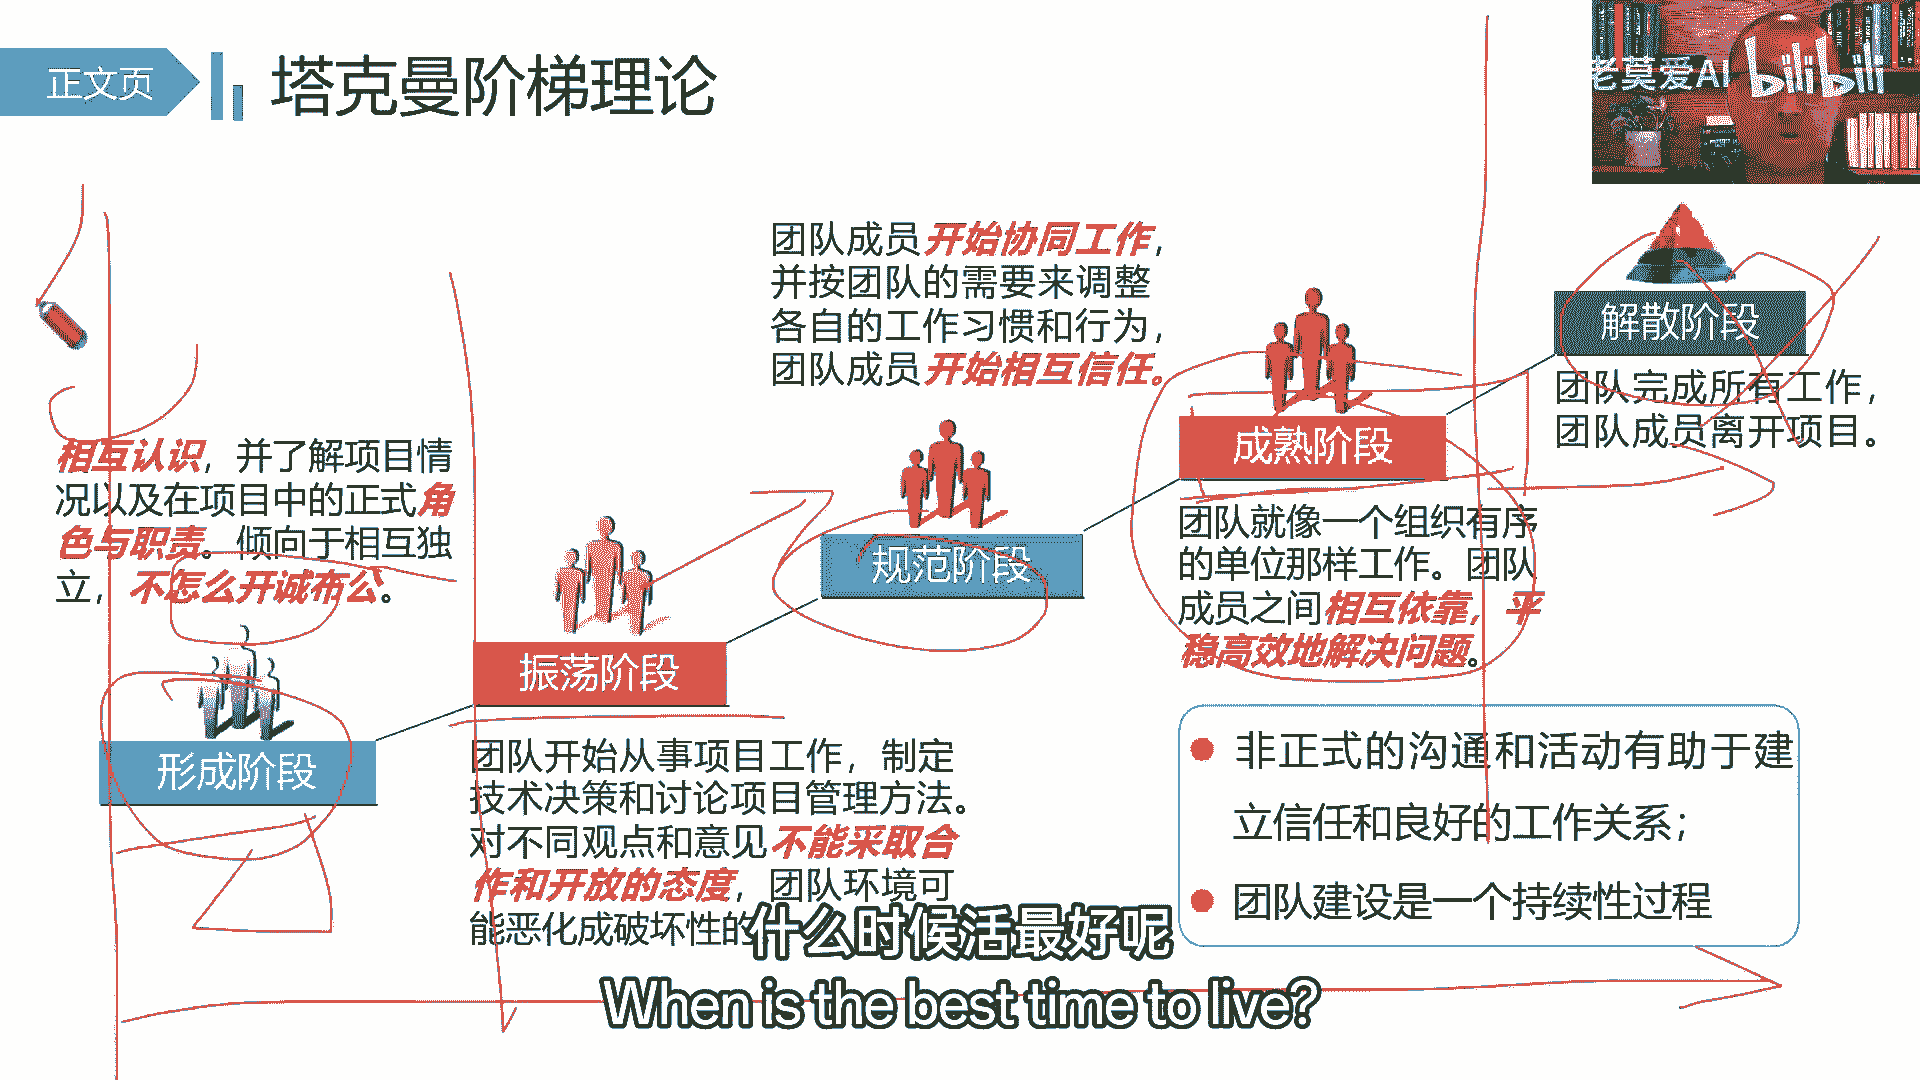 正文页
塔克曼阶梯理论
老莫爱AI
bilibili
相互认识，并了解项目情
况以及在项目中的正式角
色与职责。倾向于相互独
立，不怎么开诚布公。
形成阶段
振荡阶段
团队开始从事项目工作，制定
技术决策和讨论项目管理方法。
对不同观点和意见不能采取合
作和开放的态度，团队环境可
能恶化成破坏性的
团队成员开始协同工作，
并按团队的需要来调整
各自的工作习惯和行为，
团队成员开始相互信任。
规范阶段
成熟阶段
团队就像一个组织有序
的单位那样工作。团队
成员之间相互依靠，平
稳高效地解决问题。
解散阶段
团队完成所有工作，
团队成员离开项目。
非正式的沟通和活动有助于建
立信任和良好的工作关系；
团队建设是一个持续性过程
什么时候活最好呢
When is the best time to live?